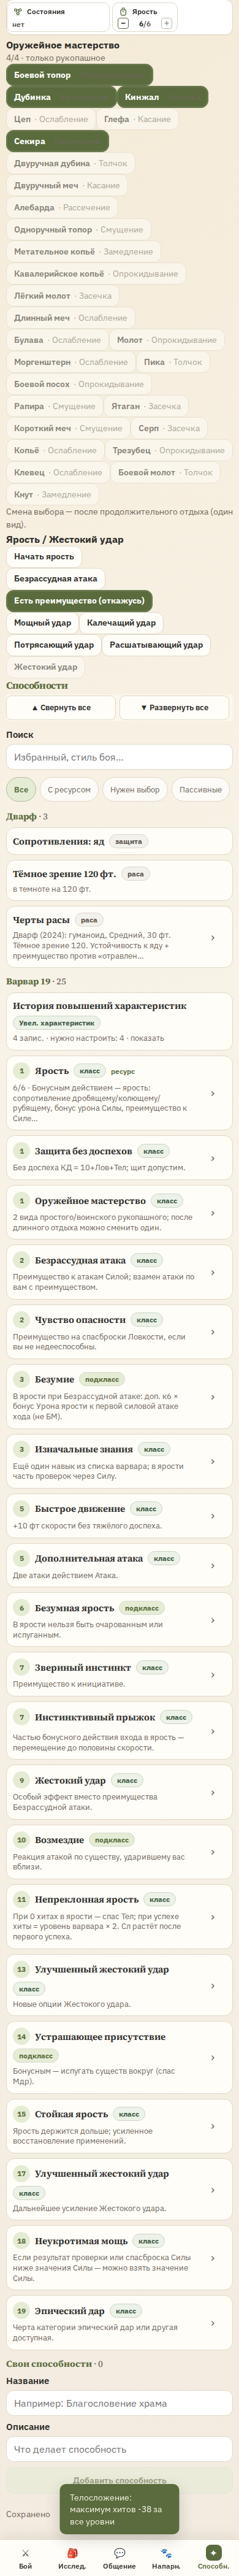 Состояния
нет
Ярость
− 6/6 +
Оружейное мастерство
4/4 · только рукопашное
Боевой топор
Дубинка Кинжал
Цеп · Ослабление Глефа · Касание
Секира
Двуручная дубина · Толчок
Двуручный меч · Касание
Алебарда · Рассечение
Одноручный топор · Смущение
Метательное копьё · Замедление
Кавалерийское копьё · Опрокидывание
Лёгкий молот · Засечка
Длинный меч · Ослабление
Булава · Ослабление Молот · Опрокидывание
Моргенштерн · Ослабление Пика · Толчок
Боевой посох · Опрокидывание
Рапира · Смущение Ятаган · Засечка
Короткий меч · Смущение Серп · Засечка
Копьё · Ослабление Трезубец · Опрокидывание
Клевец · Ослабление Боевой молот · Толчок
Кнут · Замедление
Смена выбора — после продолжительного отдыха (один
вид).
Ярость / Жестокий удар
Начать ярость
Безрассудная атака
Есть преимущество (откажусь)
Мощный удар Калечащий удар
Потрясающий удар Расшатывающий удар
Жестокий удар
Способности
▲ Свернуть все ▼ Развернуть все
Поиск
Избранный, стиль боя...
Все С ресурсом Нужен выбор Пассивные
Дварф · 3
Сопротивления: яд защита
Тёмное зрение 120 фт. раса
в темноте на 120 фт.
Черты расы раса
Дварф (2024): гуманоид, Средний, 30 фт.
Тёмное зрение 120. Устойчивость к яду +
преимущество против «отравлен...
Варвар 19 · 25
История повышений характеристик
Увел. характеристик
4 запис. · нужно настроить: 4 · показать
1 Ярость класс ресурс
6/6 · Бонусным действием — ярость:
сопротивление дробящему/колющему/
рубящему, бонус урона Силы, преимущество к
Силе...
1 Защита без доспехов класс
Без доспеха КД = 10+Лов+Тел; щит допустим.
1 Оружейное мастерство класс
2 вида простого/воинского рукопашного; после
длинного отдыха можно сменить один.
2 Безрассудная атака класс
Преимущество к атакам Силой; взамен атаки по
вам с преимуществом.
2 Чувство опасности класс
Преимущество на спасброски Ловкости, если
вы не недееспособны.
3 Безумие подкласс
В ярости при Безрассудной атаке: доп. к6 ×
бонус Урона Ярости к первой силовой атаке
хода (не БМ).
3 Изначальные знания класс
Ещё один навык из списка варвара; в ярости
часть проверок через Силу.
5 Быстрое движение класс
+10 фт скорости без тяжёлого доспеха.
5 Дополнительная атака класс
Две атаки действием Атака.
6 Безумная ярость подкласс
В ярости нельзя быть очарованным или
испуганным.
7 Звериный инстинкт класс
Преимущество к инициативе.
7 Инстинктивный прыжок класс
Частью бонусного действия входа в ярость —
перемещение до половины скорости.
9 Жестокий удар класс
Особый эффект вместо преимущества
Безрассудной атаки.
10 Возмездие подкласс
Реакция атакой по существу, ударившему вас
вблизи.
11 Непреклонная ярость класс
При 0 хитах в ярости — спас Тел; при успехе
хиты = уровень варвара × 2. Сл растёт после
первого успеха.
13 Улучшенный жестокий удар
класс
Новые опции Жестокого удара.
14 Устрашающее присутствие
подкласс
Бонусным — испугать существ вокруг (спас
Мдр).
15 Стойкая ярость класс
Ярость держится дольше; усиленное
восстановление применений.
17 Улучшенный жестокий удар
класс
Дальнейшее усиление Жестокого удара.
18 Неукротимая мощь класс
Если результат проверки или спасброска Силы
ниже значения Силы — можно взять значение
Силы.
19 Эпический дар класс
Черта категории эпический дар или другая
доступная.
Свои способности · 0
Название
Например: Благословение храма
Описание
Что делает способность
Добавить способность
Сохранено
Телосложение:
максимум хитов -38 за
все уровни
Бой Исслед. Общение Напарн. Способн.